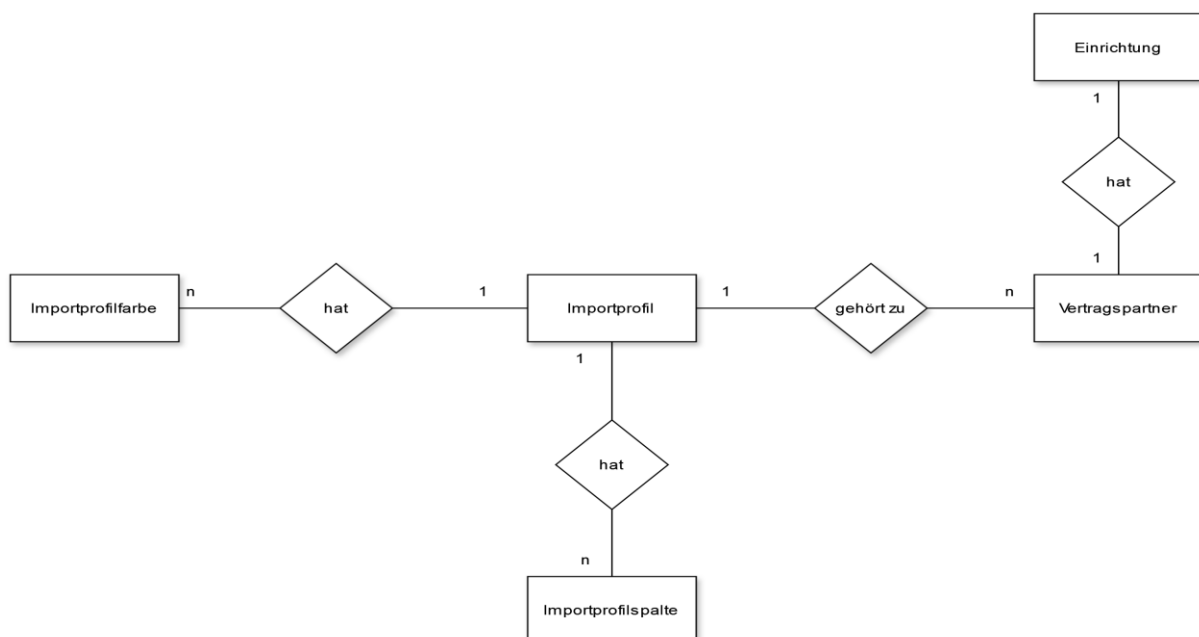 Einrichtung
1
hat
1
Importprofilfarbe
n
hat
1
Importprofil
1
gehört zu
n
Vertragspartner
1
hat
n
Importprofilspalte